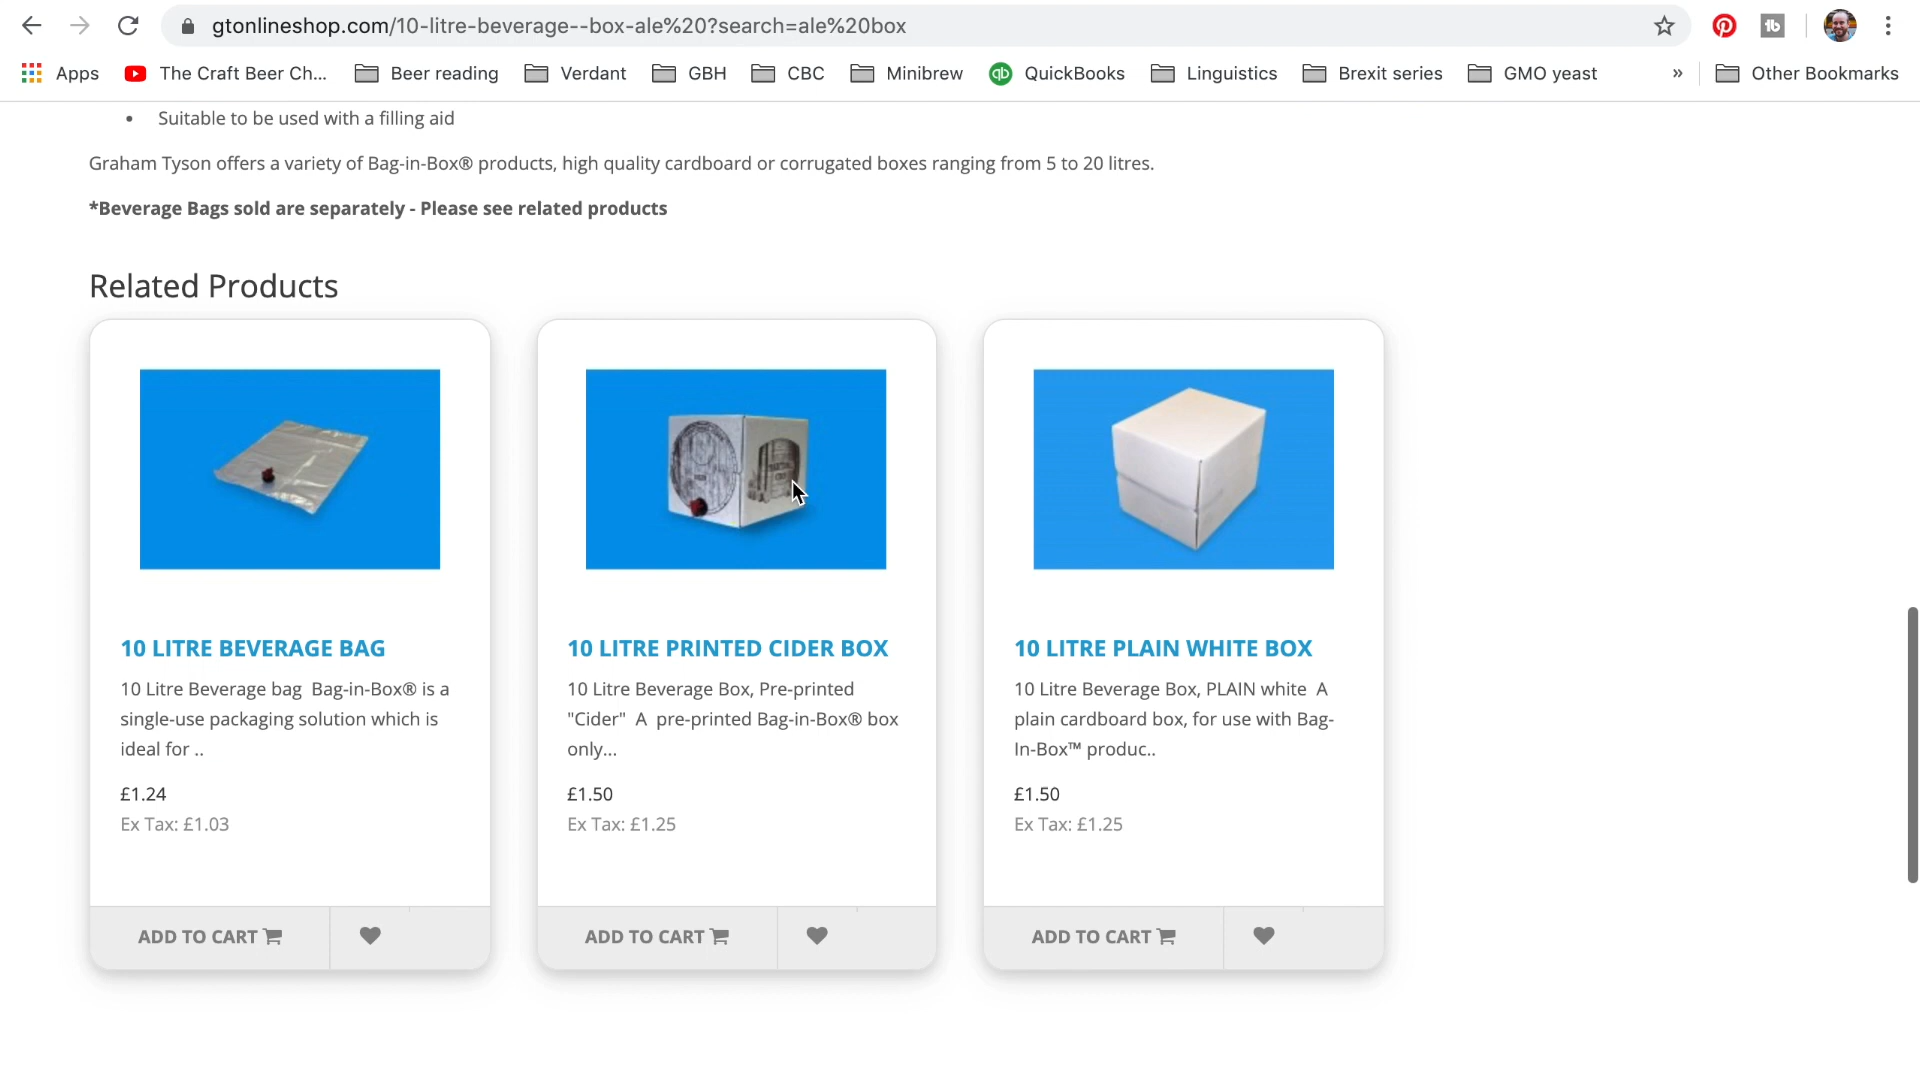 gtonlineshop.com/10-litre-beverage--box-ale%20?search=ale%20box
Apps The Craft Beer Ch... Beer reading Verdant GBH CBC Minibrew QuickBooks Linguistics Brexit series GMO yeast » Other Bookmarks
• Suitable to be used with a filling aid
Graham Tyson offers a variety of Bag-in-Box® products, high quality cardboard or corrugated boxes ranging from 5 to 20 litres.
*Beverage Bags sold are separately - Please see related products
Related Products
10 LITRE BEVERAGE BAG
10 Litre Beverage bag Bag-in-Box® is a
single-use packaging solution which is
ideal for ..
£1.24
Ex Tax: £1.03
ADD TO CART
10 LITRE PRINTED CIDER BOX
10 Litre Beverage Box, Pre-printed
"Cider" A pre-printed Bag-in-Box® box
only...
£1.50
Ex Tax: £1.25
ADD TO CART
10 LITRE PLAIN WHITE BOX
10 Litre Beverage Box, PLAIN white A
plain cardboard box, for use with Bag-
In-Box™ produc..
£1.50
Ex Tax: £1.25
ADD TO CART